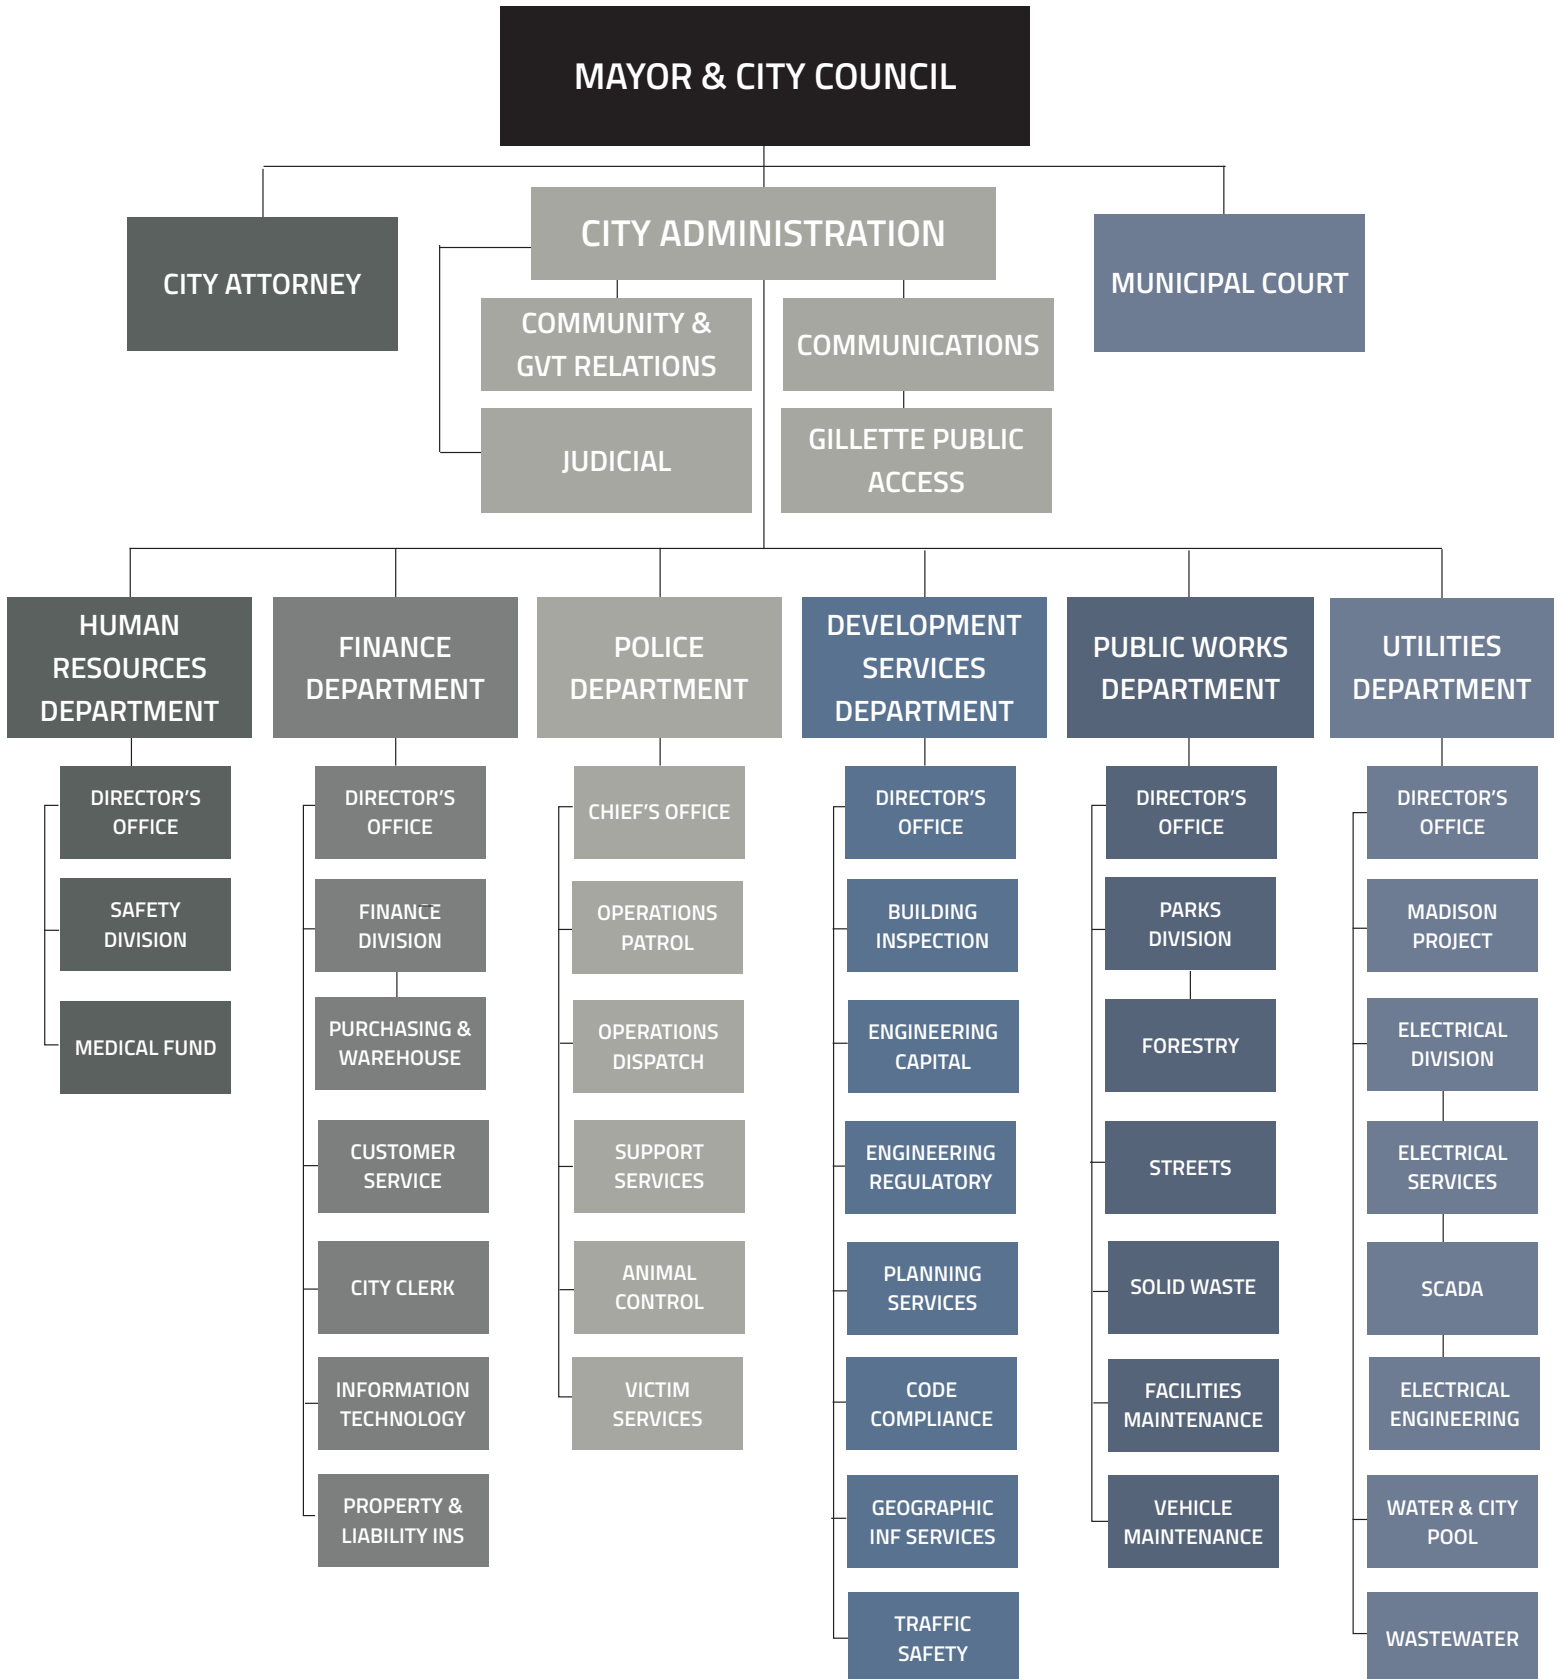 MAYOR & CITY COUNCIL
CITY ADMINISTRATION
CITY ATTORNEY
MUNICIPAL COURT
COMMUNITY &
GVT RELATIONS
COMMUNICATIONS
JUDICIAL
GILLETTE PUBLIC
ACCESS
HUMAN
RESOURCES
DEPARTMENT
DIRECTOR'S
OFFICE
SAFETY
DIVISION
MEDICAL FUND
FINANCE
DEPARTMENT
DIRECTOR'S
OFFICE
FINANCE
DIVISION
PURCHASING &
WAREHOUSE
CUSTOMER
SERVICE
CITY CLERK
INFORMATION
TECHNOLOGY
PROPERTY &
LIABILITY INS
POLICE
DEPARTMENT
CHIEF'S OFFICE
OPERATIONS
PATROL
OPERATIONS
DISPATCH
SUPPORT
SERVICES
ANIMAL
CONTROL
VICTIM
SERVICES
DEVELOPMENT
SERVICES
DEPARTMENT
DIRECTOR'S
OFFICE
BUILDING
INSPECTION
ENGINEERING
CAPITAL
ENGINEERING
REGULATORY
PLANNING
SERVICES
CODE
COMPLIANCE
GEOGRAPHIC
INF SERVICES
TRAFFIC
SAFETY
PUBLIC WORKS
DEPARTMENT
DIRECTOR'S
OFFICE
PARKS
DIVISION
FORESTRY
STREETS
SOLID WASTE
FACILITIES
MAINTENANCE
VEHICLE
MAINTENANCE
UTILITIES
DEPARTMENT
DIRECTOR'S
OFFICE
MADISON
PROJECT
ELECTRICAL
DIVISION
ELECTRICAL
SERVICES
SCADA
ELECTRICAL
ENGINEERING
WATER & CITY
POOL
WASTEWATER